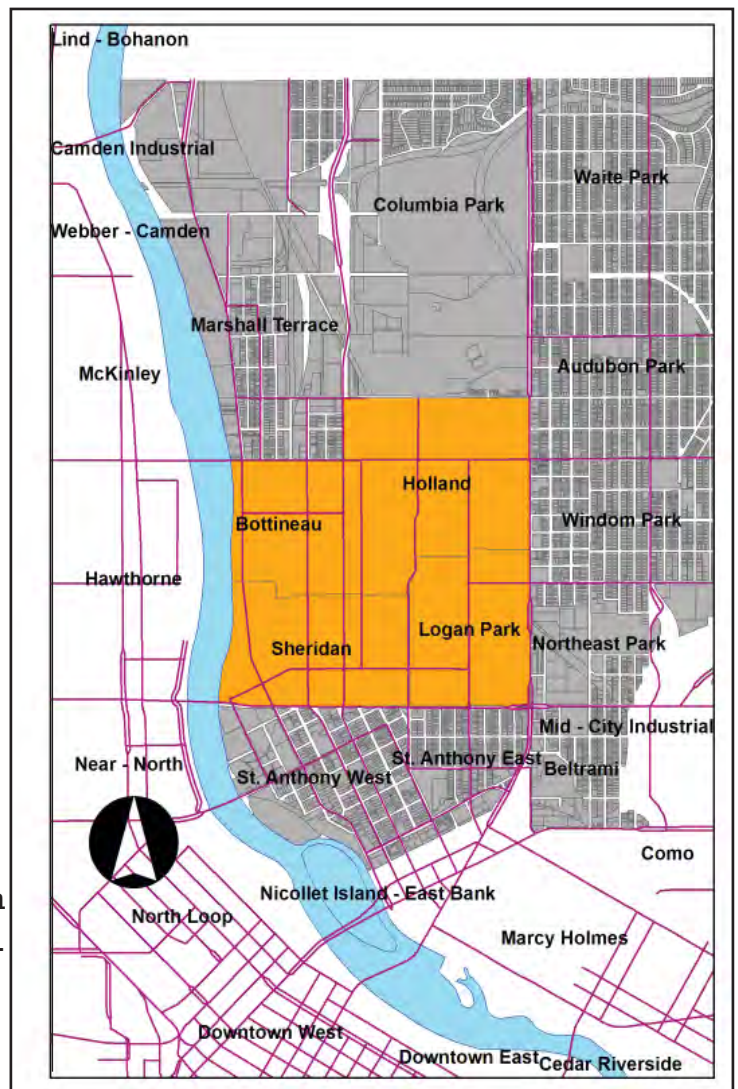 Lind - Bohanon
Camden Industrial
Waite Park
Columbia Park
Webber - Camden
Marshall Terrace
McKinley
Audubon Park
Holland
Bottineau
Windom Park
Hawthorne
Logan Park
Sheridan
Northeast Park
Mid - City Industrial
Near - North
St. Anthony East
St. Anthony West
Beltrami
Como
Nicollet Island - East Bank
North Loop
Marcy Holmes
Downtown West
Downtown East
Cedar Riverside